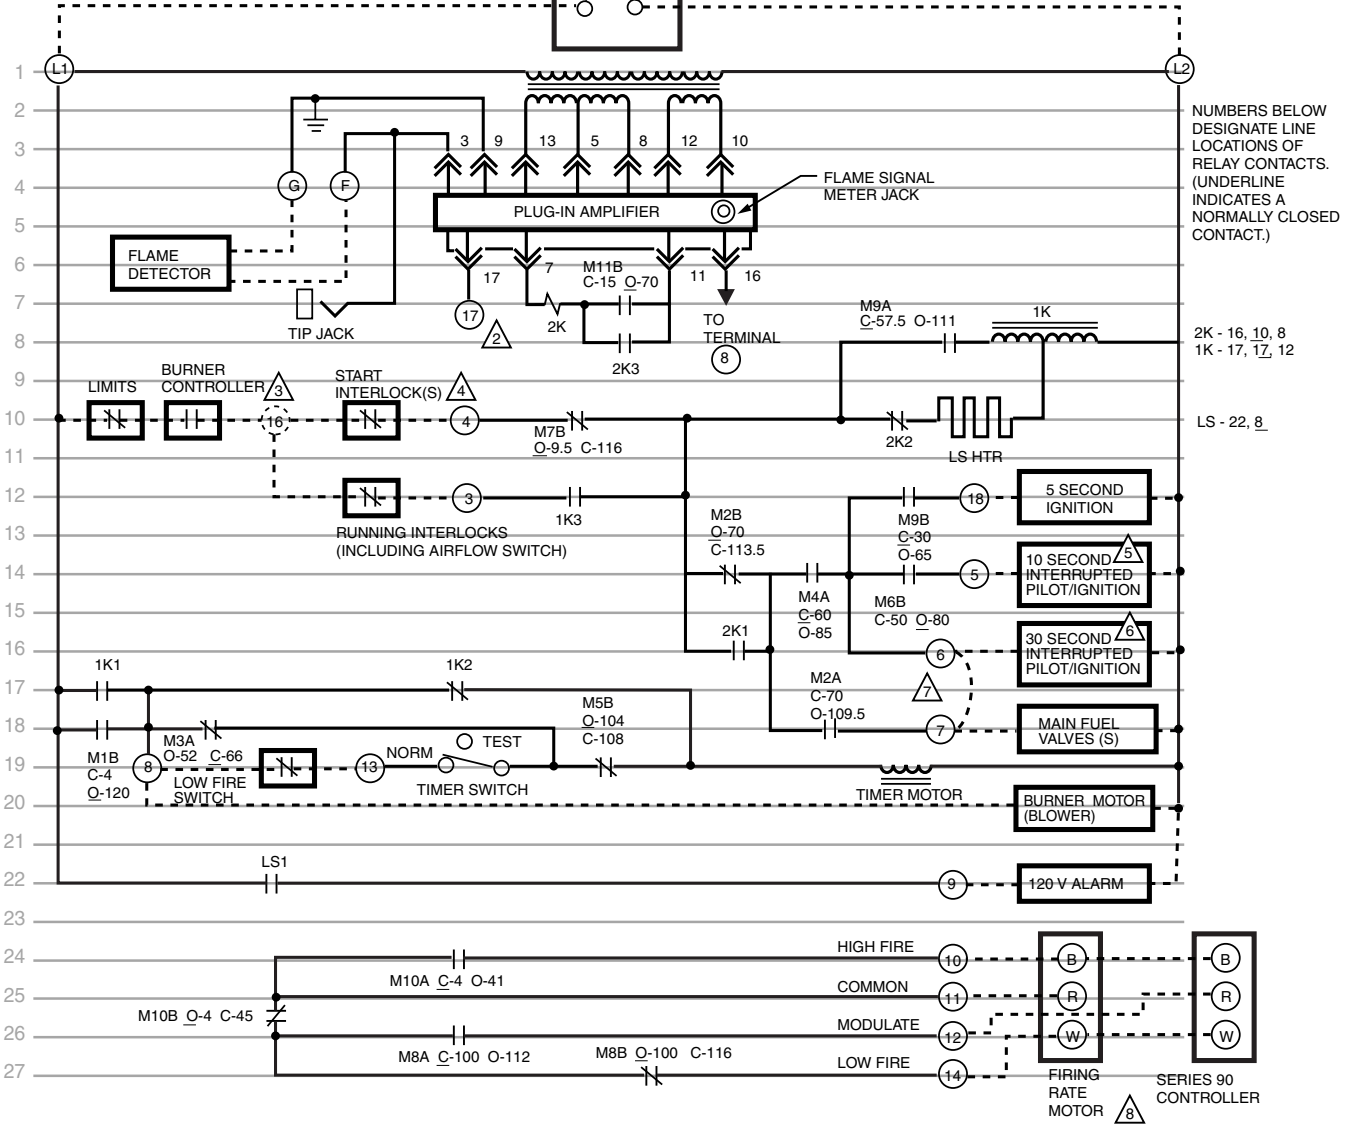 1 L1 L2
2
3
4
5
6
7
8
9
10
11
12
13
14
15
16
17
18
19
20
21
22
23
24
25
26
27
NUMBERS BELOW
DESIGNATE LINE
LOCATIONS OF
RELAY CONTACTS.
(UNDERLINE
INDICATES A
NORMALLY CLOSED
CONTACT.)
3 9 13 5 8 12 10
G F
FLAME SIGNAL
METER JACK
PLUG-IN AMPLIFIER
FLAME
DETECTOR
17 7 11 16
M11B
C-15 O-70
17
2
2K
2K3
TO
TERMINAL
8
TIP JACK
M9A
C-57.5 O-111
1K
2K - 16, 10, 8
1K - 17, 17, 12
LIMITS
BURNER
CONTROLLER
3
START
INTERLOCK(S)
4
16
4
M7B
O-9.5 C-116
2K2
LS HTR
LS - 22, 8
3
1K3
RUNNING INTERLOCKS
(INCLUDING AIRFLOW SWITCH)
M2B
O-70
C-113.5
M9B
C-30
O-65
18
5 SECOND
IGNITION
5
5
10 SECOND
INTERRUPTED
PILOT/IGNITION
M4A
C-60
O-85
M6B
C-50 O-80
2K1
6
6
30 SECOND
INTERRUPTED
PILOT/IGNITION
1K1
1K2
M2A
C-70
O-109.5
7
7
MAIN FUEL
VALVES (S)
M5B
O-104
C-108
M1B
C-4
O-120
M3A
O-52 C-66
8
LOW FIRE
SWITCH
13
NORM
TEST
TIMER SWITCH
TIMER MOTOR
BURNER MOTOR
(BLOWER)
LS1
9
120 V ALARM
HIGH FIRE
10
B
B
M10A C-4 O-41
COMMON
11
R
R
M10B O-4 C-45
MODULATE
12
W
W
M8A C-100 O-112
M8B O-100 C-116
LOW FIRE
14
FIRING
RATE
MOTOR
8
SERIES 90
CONTROLLER